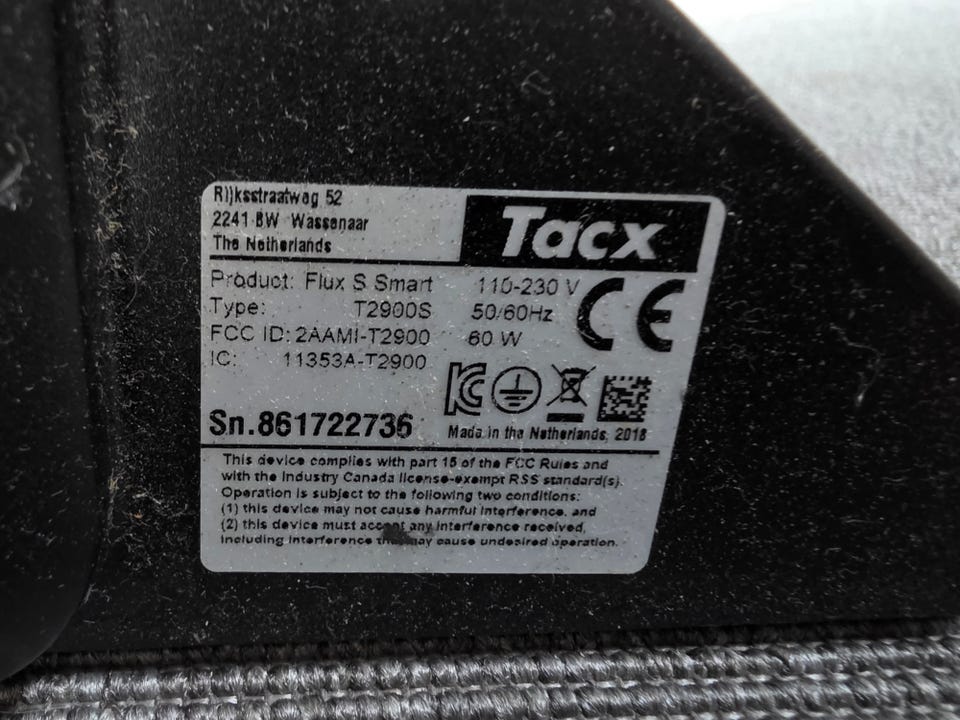 Rijksstraatweg 52
2241 BW Wassenaar
The Netherlands
Tacx
Product: Flux S Smart 110-230 V
Type: T2900S 50/60Hz
FCC ID: 2AAMI-T2900 60 W
IC: 11353A-T2900
CE
Sn.861722736
Made in the Netherlands, 2018
This device complies with part 15 of the FCC Rules and
with the Industry Canada license-exempt RSS standard(s).
Operation is subject to the following two conditions:
(1) this device may not cause harmful interference, and
(2) this device must accept any interference received,
including interference that may cause undesired operation.